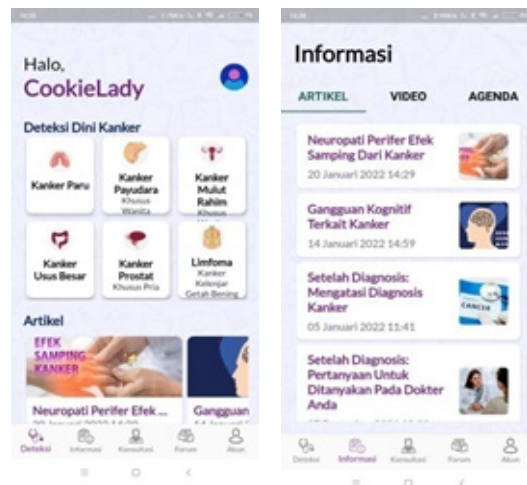 Halo,
CookieLady
Deteksi Dini Kanker
Kanker Paru
Kanker
Payudara
Khusus
Wanita
Kanker
Mulut
Rahim
Khusus
Kanker
Usus Besar
Kanker
Prostat
Khusus Pria
Limfoma
Kanker
Kelenjar
Getah Bening
Artikel
EFEK
SAMPING
KANKER
Neuropati Perifer Efek ...
Gangguan
Deteksi
Informasi
Konsultasi
Forum
Akun
Informasi
ARTIKEL
VIDEO
AGENDA
Neuropati Perifer Efek
Samping Dari Kanker
20 Januari 2022 14:29
Gangguan Kognitif
Terkait Kanker
14 Januari 2022 14:59
Setelah Diagnosis:
Mengatasi Diagnosis
Kanker
05 Januari 2022 11:41
CANCER
Setelah Diagnosis:
Pertanyaan Untuk
Ditanyakan Pada Dokter
Anda
Deteksi
Informasi
Konsultasi
Forum
Akun